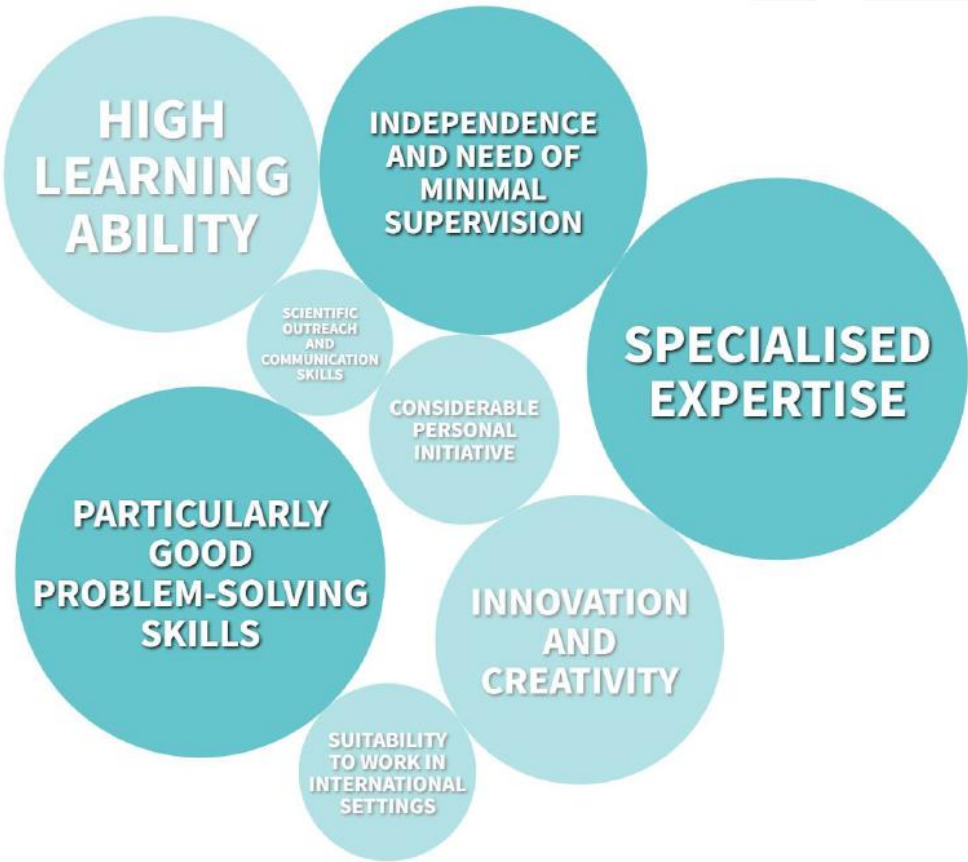 HIGH
LEARNING
ABILITY
INDEPENDENCE
AND NEED OF
MINIMAL
SUPERVISION
SCIENTIFIC
OUTREACH
AND
COMMUNICATION
SKILLS
SPECIALISED
EXPERTISE
CONSIDERABLE
PERSONAL
INITIATIVE
PARTICULARLY
GOOD
PROBLEM-SOLVING
SKILLS
INNOVATION
AND
CREATIVITY
SUITABILITY
TO WORK IN
INTERNATIONAL
SETTINGS